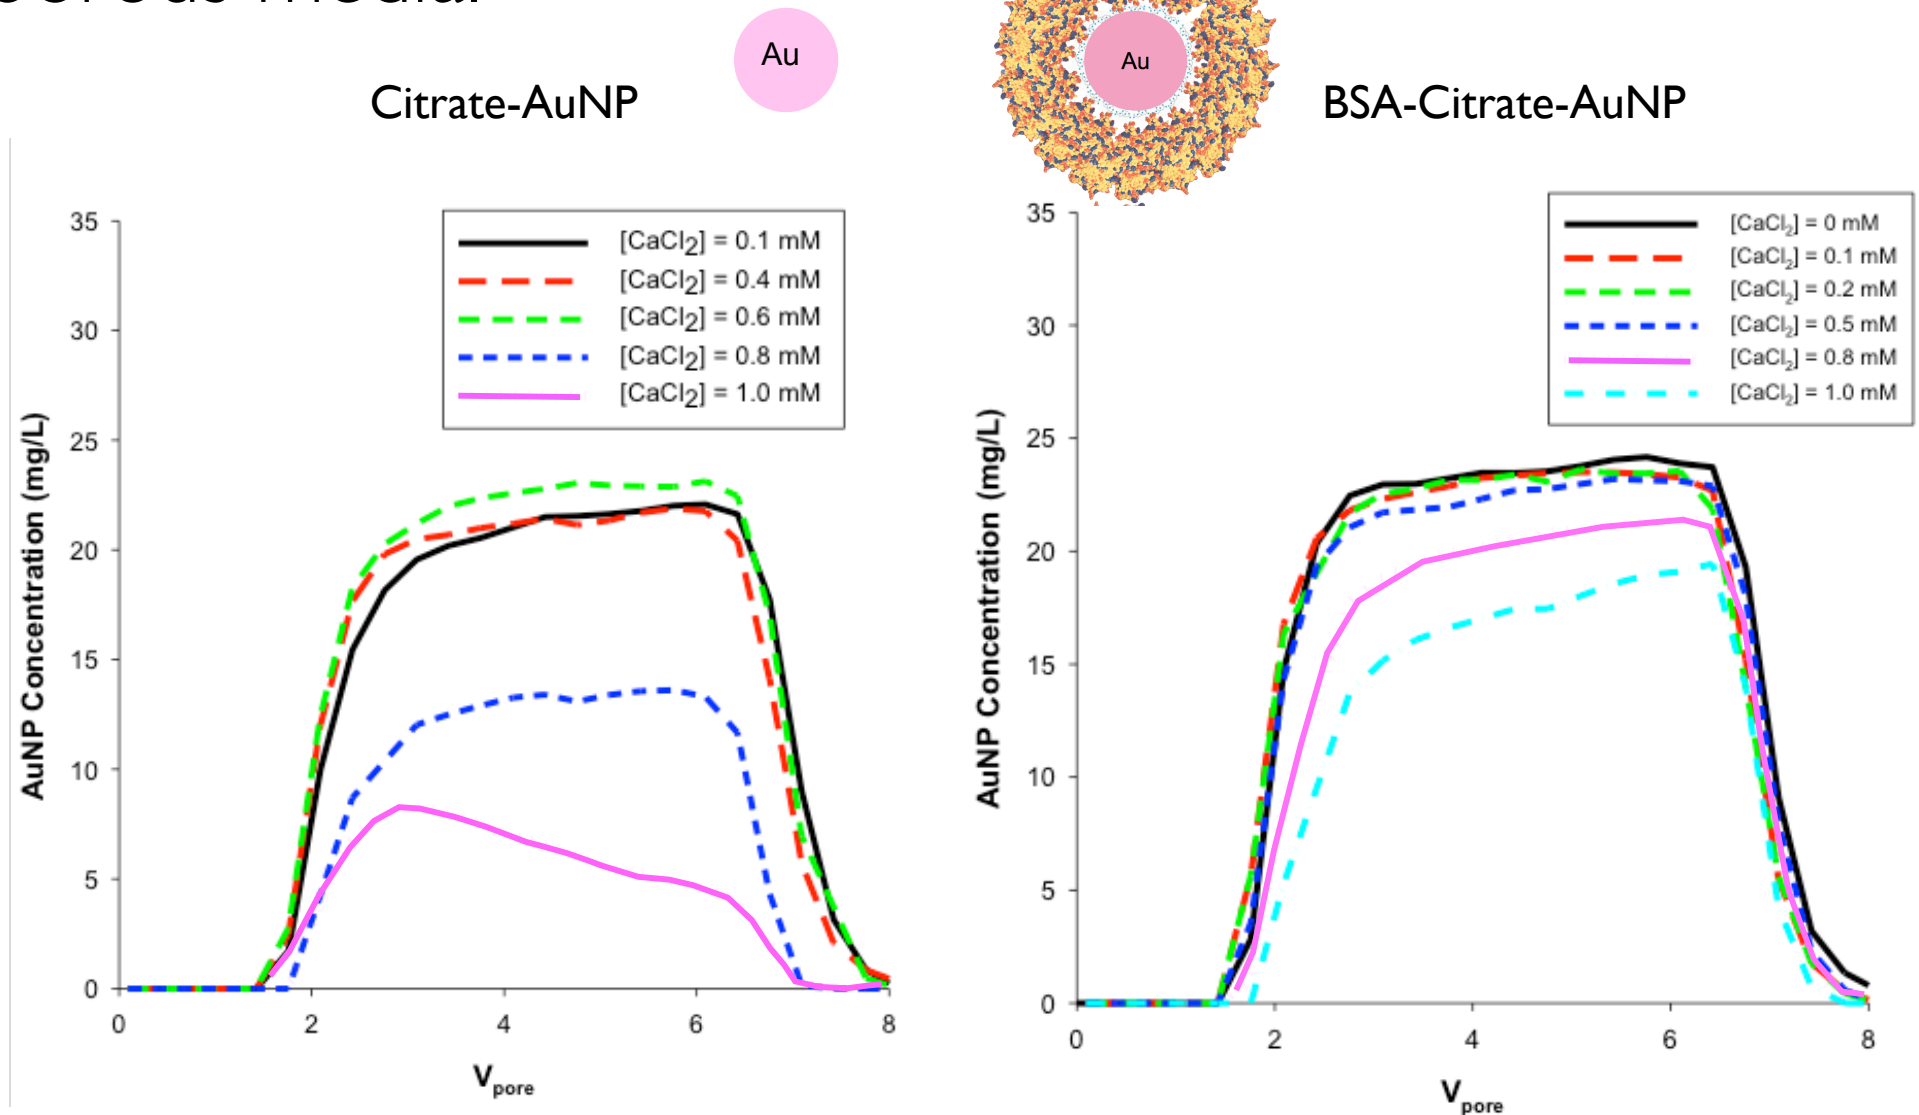 Au
Au
Citrate-AuNP
BSA-Citrate-AuNP
35
30
25
20
15
10
5
0
AuNP Concentration (mg/L)
[CaCl2] = 0.1 mM
[CaCl2] = 0.4 mM
[CaCl2] = 0.6 mM
[CaCl2] = 0.8 mM
[CaCl2] = 1.0 mM
0 2 4 6 8
Vpore
35
30
25
20
15
10
5
0
AuNP Concentration (mg/L)
[CaCl2] = 0 mM
[CaCl2] = 0.1 mM
[CaCl2] = 0.2 mM
[CaCl2] = 0.5 mM
[CaCl2] = 0.8 mM
[CaCl2] = 1.0 mM
0 2 4 6 8
Vpore